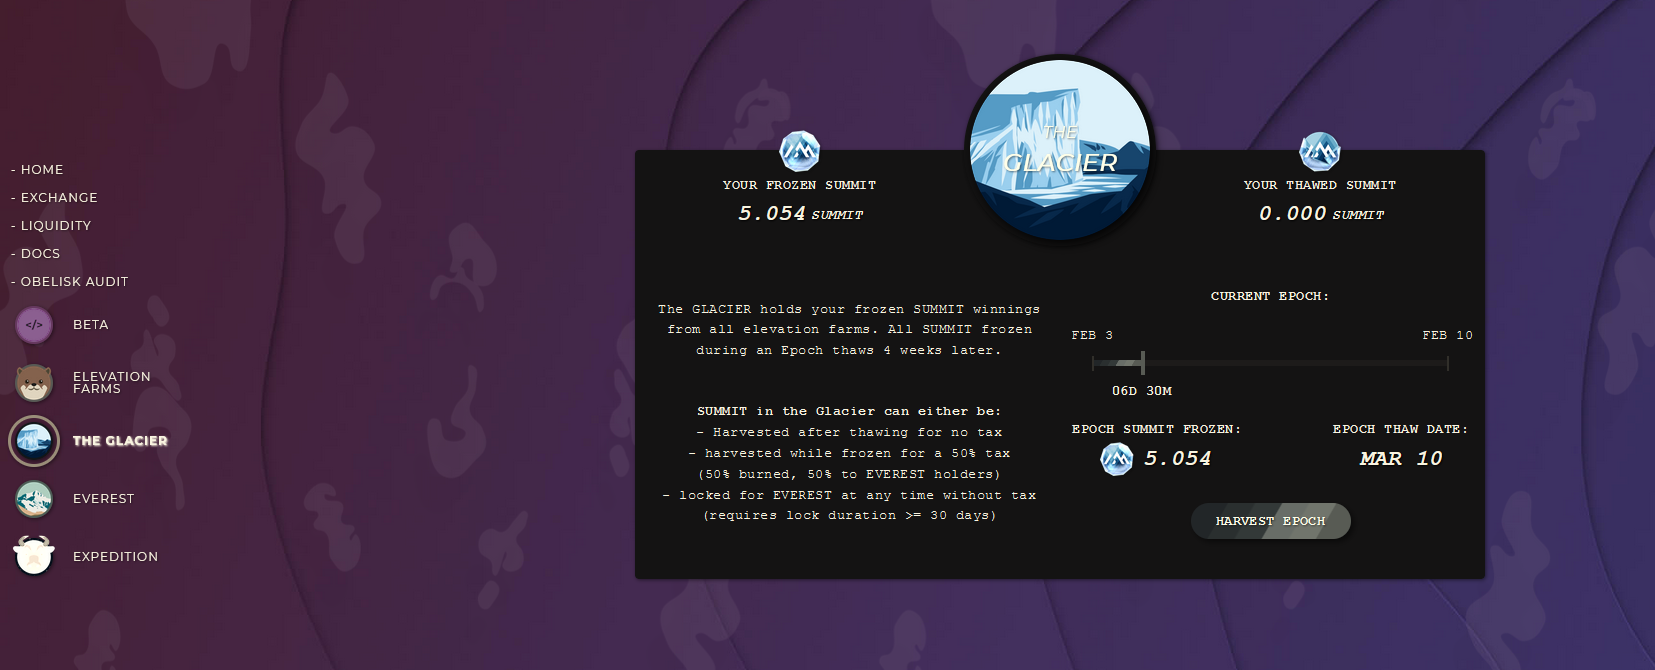 - HOME
- EXCHANGE
- LIQUIDITY
- DOCS
- OBELISK AUDIT
</>
BETA
ELEVATION
FARMS
THE GLACIER
EVEREST
EXPEDITION
THE
GLACIER
YOUR FROZEN SUMMIT
5.054 SUMMIT
YOUR THAWED SUMMIT
0.000 SUMMIT
The GLACIER holds your frozen SUMMIT winnings
from all elevation farms. All SUMMIT frozen
during an Epoch thaws 4 weeks later.
SUMMIT in the Glacier can either be:
- Harvested after thawing for no tax
- harvested while frozen for a 50% tax
(50% burned, 50% to EVEREST holders)
- locked for EVEREST at any time without tax
(requires lock duration >= 30 days)
CURRENT EPOCH:
FEB 3
FEB 10
06D 30M
EPOCH SUMMIT FROZEN:
5.054
EPOCH THAW DATE:
MAR 10
HARVEST EPOCH